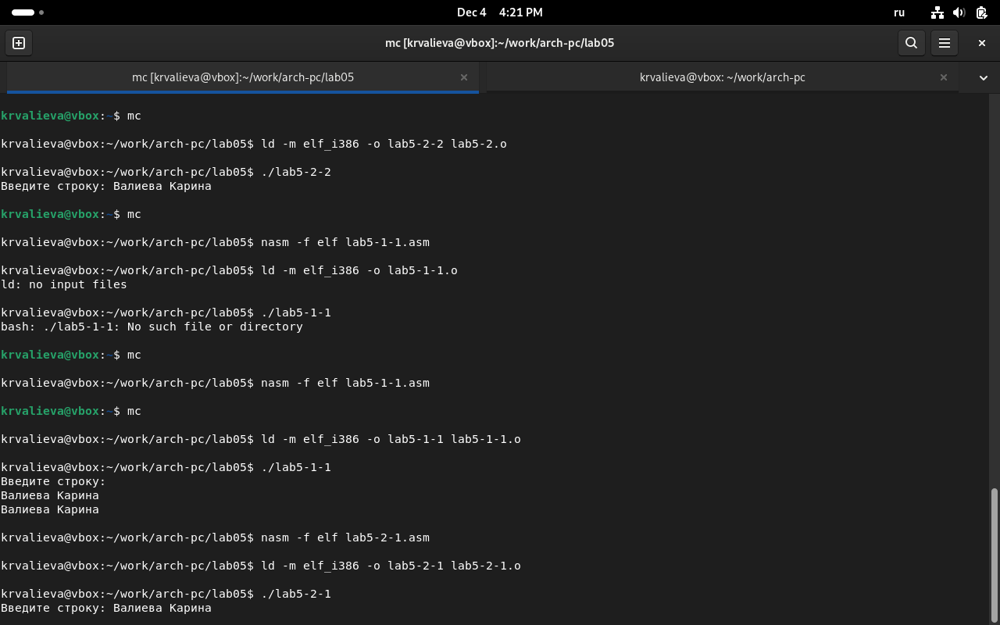 Dec 4 4:21 PM
ru
mc [krvalieva@vbox]:~/work/arch-pc/lab05
mc [krvalieva@vbox]:~/work/arch-pc/lab05
krvalieva@vbox: ~/work/arch-pc
krvalieva@vbox:~$ mc
krvalieva@vbox:~/work/arch-pc/lab05$ ld -m elf_i386 -o lab5-2-2 lab5-2.o
krvalieva@vbox:~/work/arch-pc/lab05$ ./lab5-2-2
Введите строку: Валиева Карина
krvalieva@vbox:~$ mc
krvalieva@vbox:~/work/arch-pc/lab05$ nasm -f elf lab5-1-1.asm
krvalieva@vbox:~/work/arch-pc/lab05$ ld -m elf_i386 -o lab5-1-1.o
ld: no input files
krvalieva@vbox:~/work/arch-pc/lab05$ ./lab5-1-1
bash: ./lab5-1-1: No such file or directory
krvalieva@vbox:~$ mc
krvalieva@vbox:~/work/arch-pc/lab05$ nasm -f elf lab5-1-1.asm
krvalieva@vbox:~$ mc
krvalieva@vbox:~/work/arch-pc/lab05$ ld -m elf_i386 -o lab5-1-1 lab5-1-1.o
krvalieva@vbox:~/work/arch-pc/lab05$ ./lab5-1-1
Введите строку:
Валиева Карина
Валиева Карина
krvalieva@vbox:~/work/arch-pc/lab05$ nasm -f elf lab5-2-1.asm
krvalieva@vbox:~/work/arch-pc/lab05$ ld -m elf_i386 -o lab5-2-1 lab5-2-1.o
krvalieva@vbox:~/work/arch-pc/lab05$ ./lab5-2-1
Введите строку: Валиева Карина